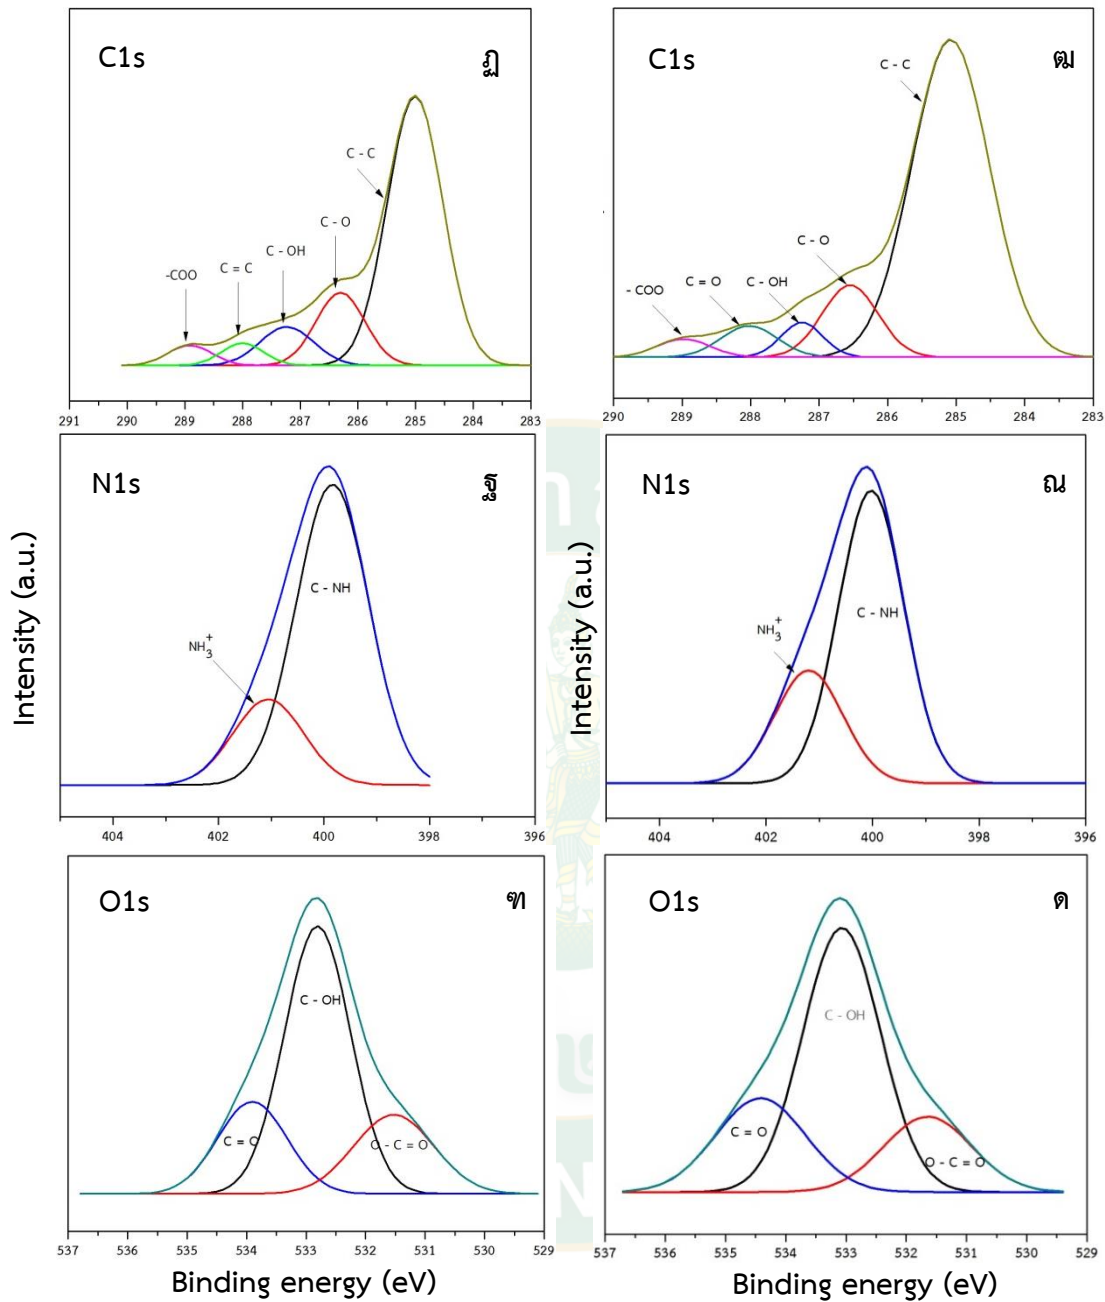 C1s
ฏ
C - C
C - O
C - OH
C = C
-COO
291 290 289 288 287 286 285 284 283
C1s
ฒ
C - C
C - O
C - OH
C = O
- COO
290 289 288 287 286 285 284 283
N1s
ฐ
C - NH
NH3+
404 402 400 398 396
Intensity (a.u.)
N1s
ณ
C - NH
NH3+
404 402 400 398 396
Intensity (a.u.)
O1s
ฑ
C - OH
C = O
O - C = O
537 536 535 534 533 532 531 530 529
Binding energy (eV)
O1s
ด
C - OH
C = O
O - C = O
537 536 535 534 533 532 531 530 529
Binding energy (eV)